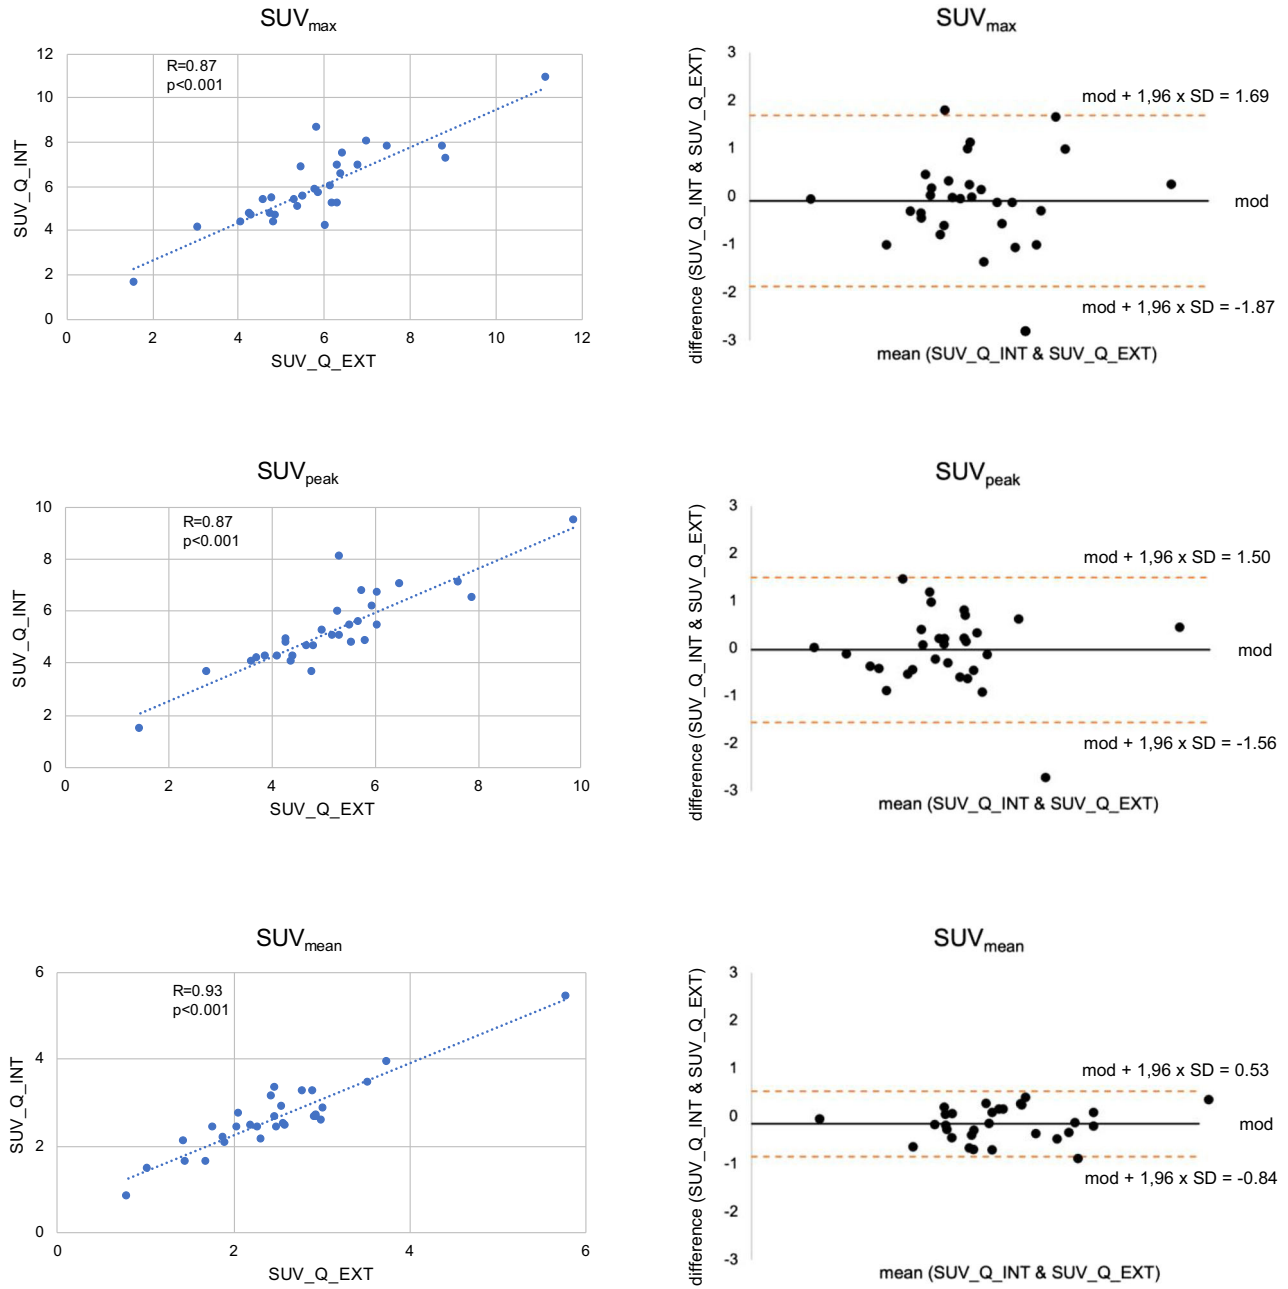 SUVmax
12
10
8
6
4
2
0
R=0.87
p<0.001
SUV_Q_INT
0 2 4 6 8 10 12
SUV_Q_EXT
SUVmax
3
2
1
0
-1
-2
-3
difference (SUV_Q_INT & SUV_Q_EXT)
mod + 1,96 x SD = 1.69
mod
mod + 1,96 x SD = -1.87
mean (SUV_Q_INT & SUV_Q_EXT)
SUVpeak
10
8
6
4
2
0
R=0.87
p<0.001
SUV_Q_INT
0 2 4 6 8 10
SUV_Q_EXT
SUVpeak
3
2
1
0
-1
-2
-3
difference (SUV_Q_INT & SUV_Q_EXT)
mod + 1,96 x SD = 1.50
mod
mod + 1,96 x SD = -1.56
mean (SUV_Q_INT & SUV_Q_EXT)
SUVmean
6
4
2
0
R=0.93
p<0.001
SUV_Q_INT
0 2 4 6
SUV_Q_EXT
SUVmean
3
2
1
0
-1
-2
-3
difference (SUV_Q_INT & SUV_Q_EXT)
mod + 1,96 x SD = 0.53
mod
mod + 1,96 x SD = -0.84
mean (SUV_Q_INT & SUV_Q_EXT)